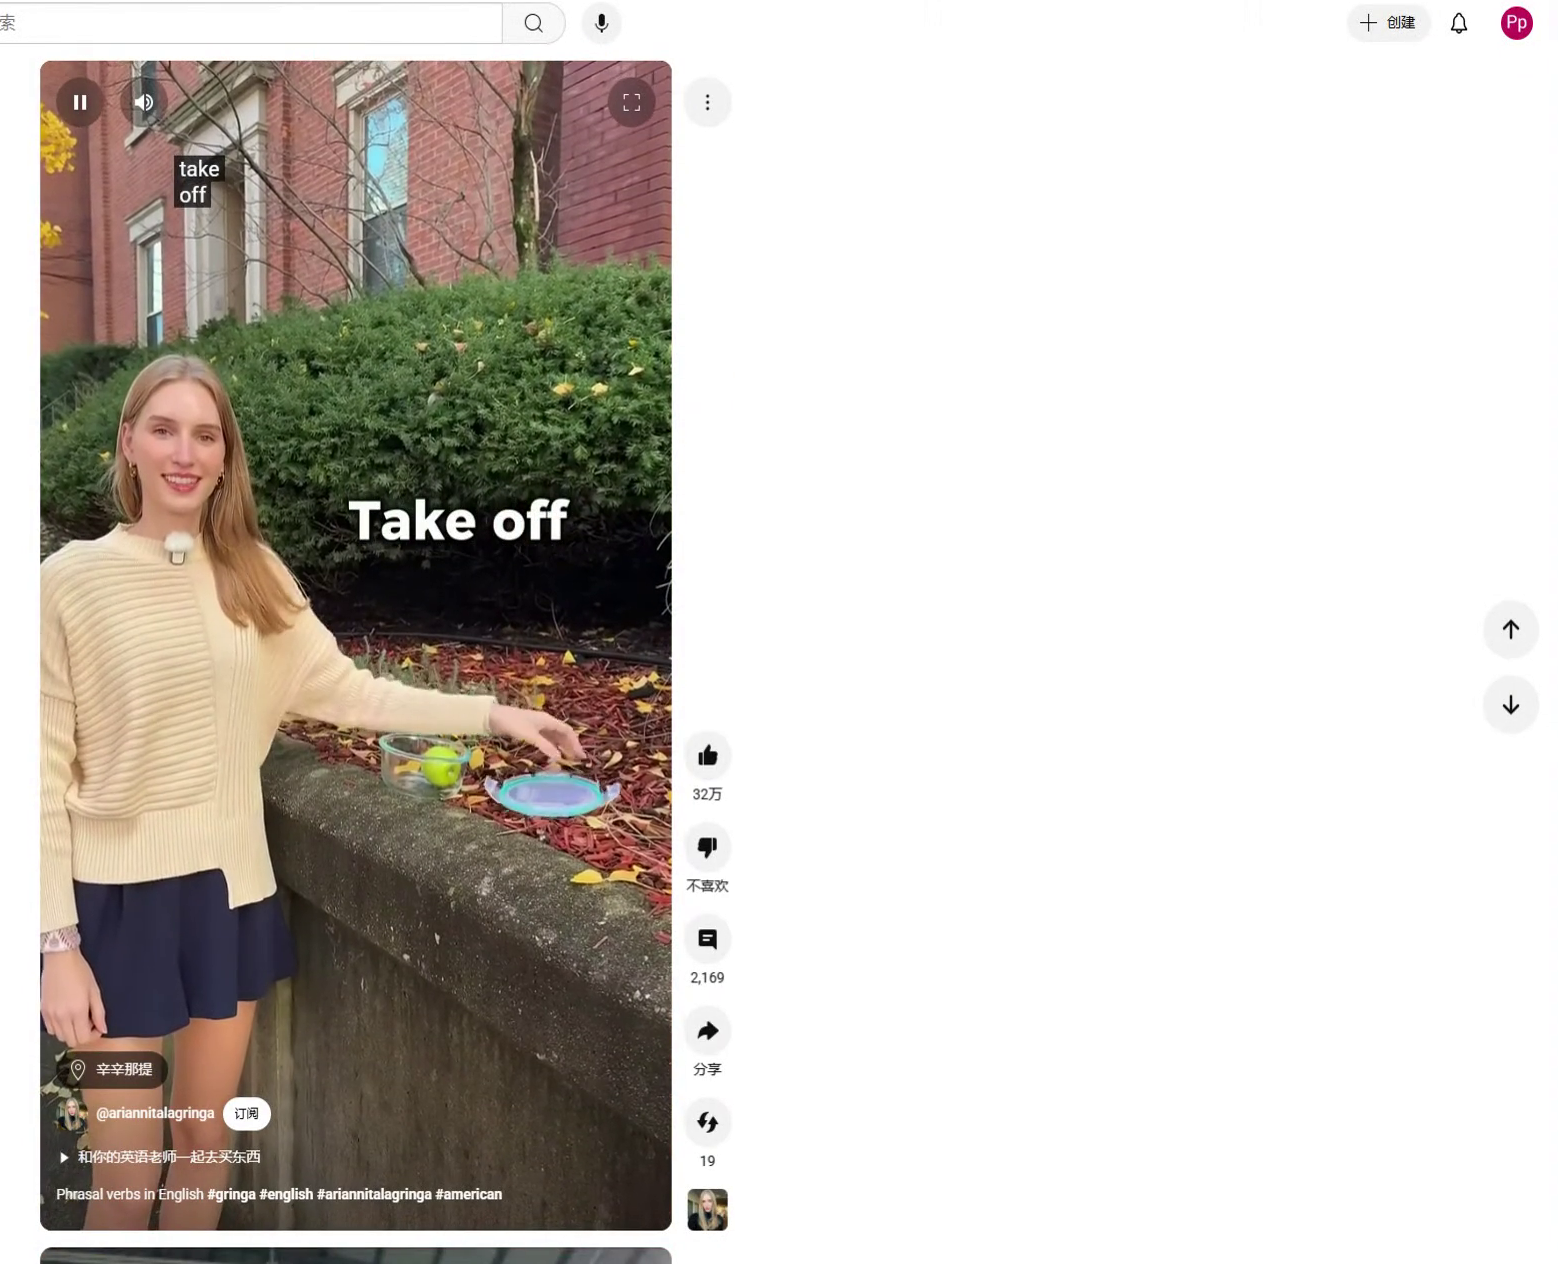 索
创建
Pp
take
off
Take off
32万
不喜欢
2,169
分享
19
辛辛那提
@ariannitalagringa 订阅
和你的英语老师一起去买东西
Phrasal verbs in English #gringa #english #ariannitalagringa #american